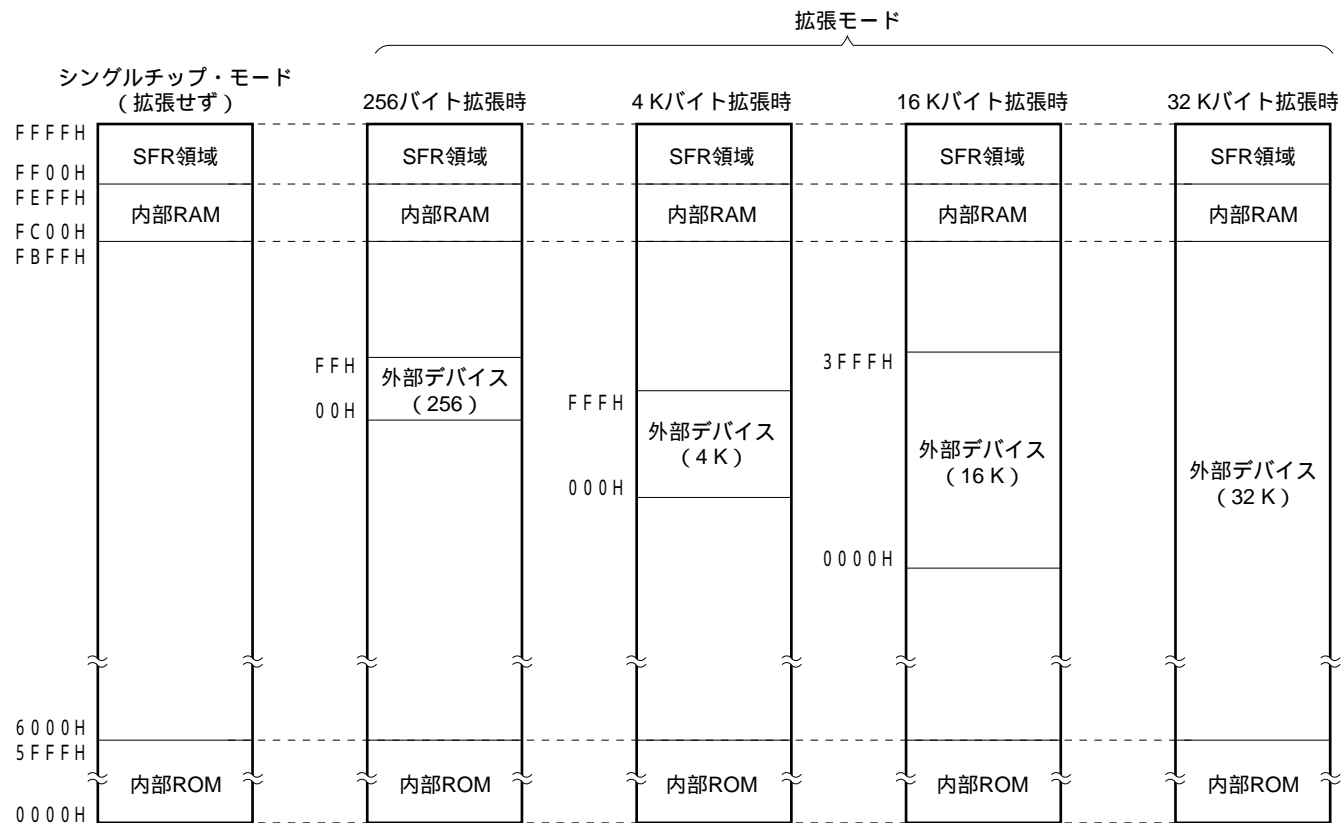 拡張モード
シングルチップ・モード
(拡張せず)
256バイト拡張時
4 Kバイト拡張時
16 Kバイト拡張時
32 Kバイト拡張時
FFFFH
SFR領域
SFR領域
SFR領域
SFR領域
SFR領域
FF00H
FEFFH
内部RAM
内部RAM
内部RAM
内部RAM
内部RAM
FC00H
FBFFH
FFH
外部デバイス
(256)
00H
FFFH
外部デバイス
(4 K)
000H
3FFFH
外部デバイス
(16 K)
0000H
外部デバイス
(32 K)
6000H
5FFFH
内部ROM
内部ROM
内部ROM
内部ROM
内部ROM
0000H